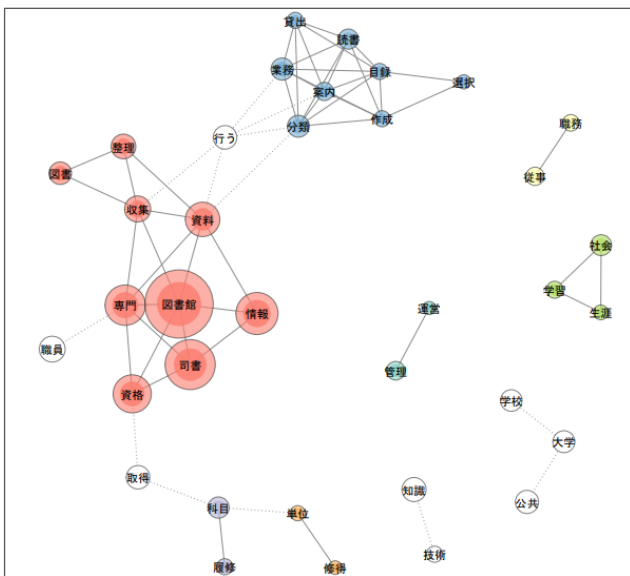 貸出
読書
業務
目録
案内
選択
作成
分類
職務
行う
整理
図書
従事
収集
資料
社会
学習
生涯
専門
図書館
情報
運営
職員
司書
管理
資格
学校
大学
取得
知識
公共
科目
単位
技術
履修
修得